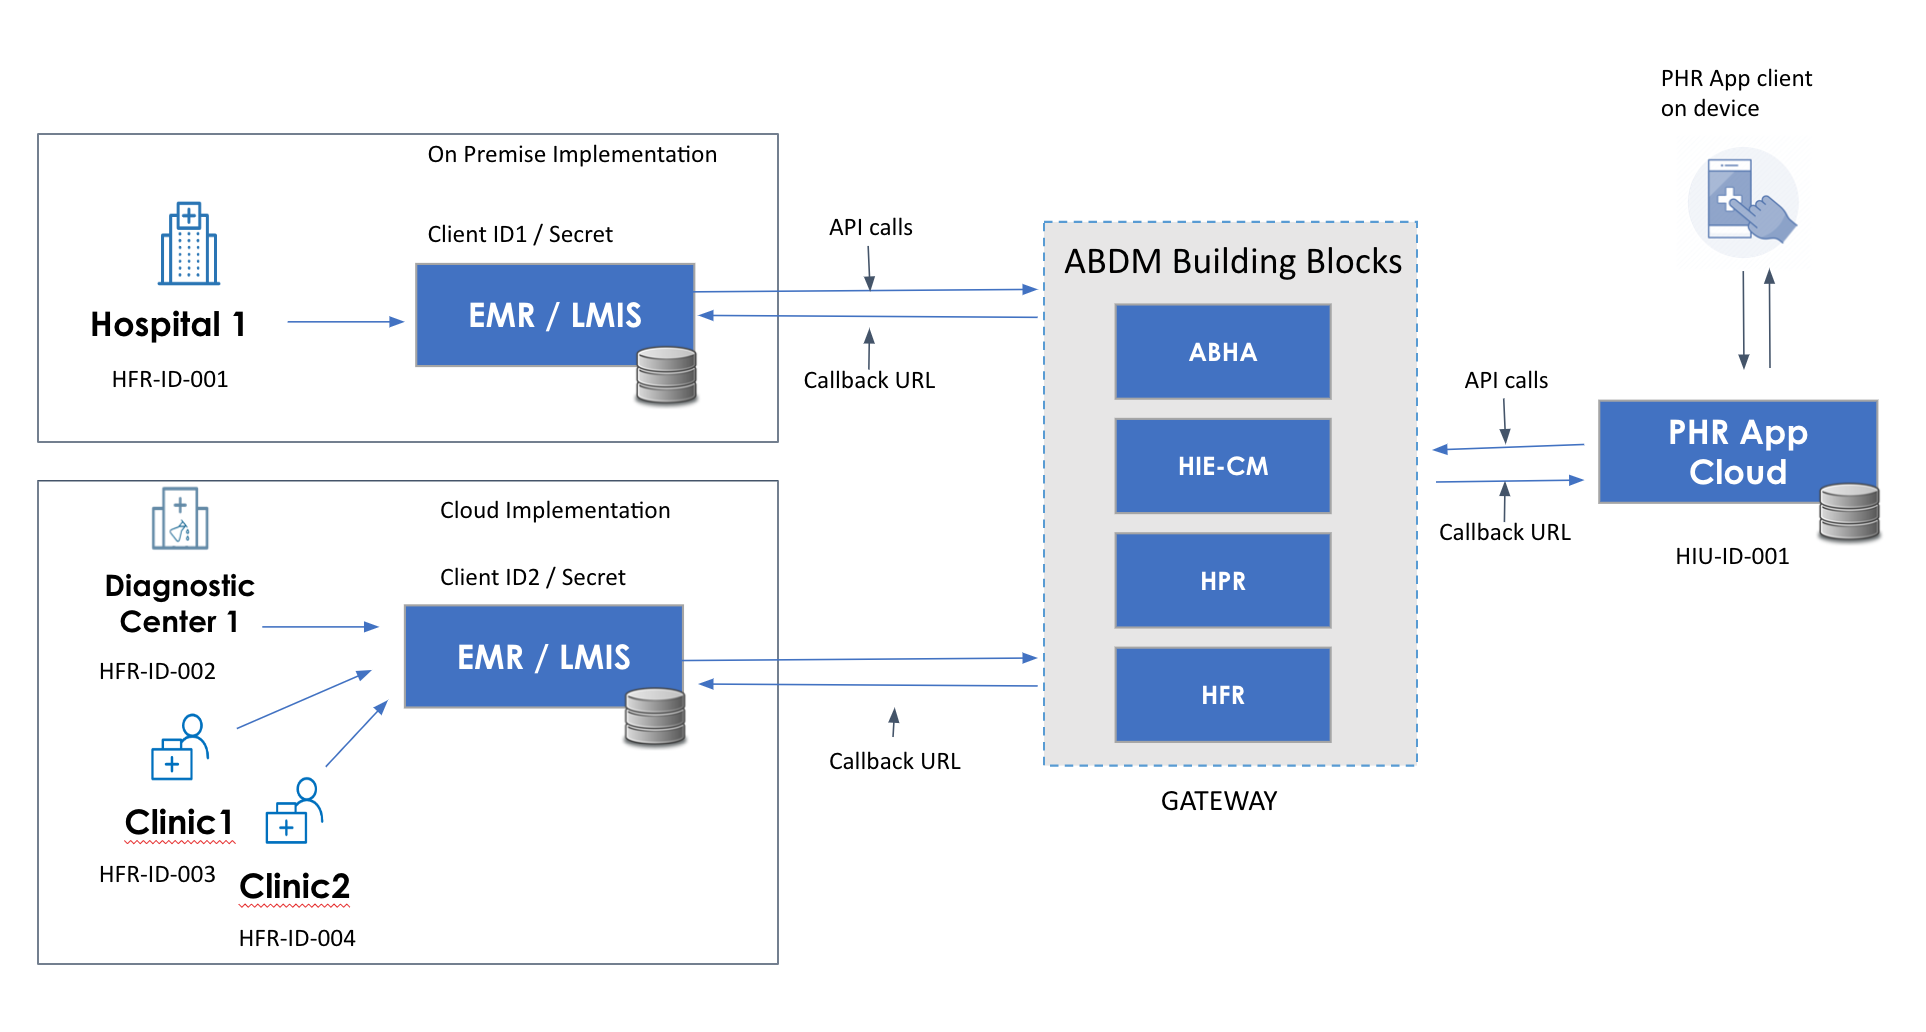 PHR App client
on device
On Premise Implementation
Client ID1 / Secret
EMR / LMIS
Hospital 1
HFR-ID-001
API calls
Callback URL
Cloud Implementation
Client ID2 / Secret
EMR / LMIS
Diagnostic
Center 1
HFR-ID-002
Clinic1
HFR-ID-003
Clinic2
HFR-ID-004
Callback URL
ABDM Building Blocks
ABHA
HIE-CM
HPR
HFR
GATEWAY
API calls
Callback URL
PHR App
Cloud
HIU-ID-001